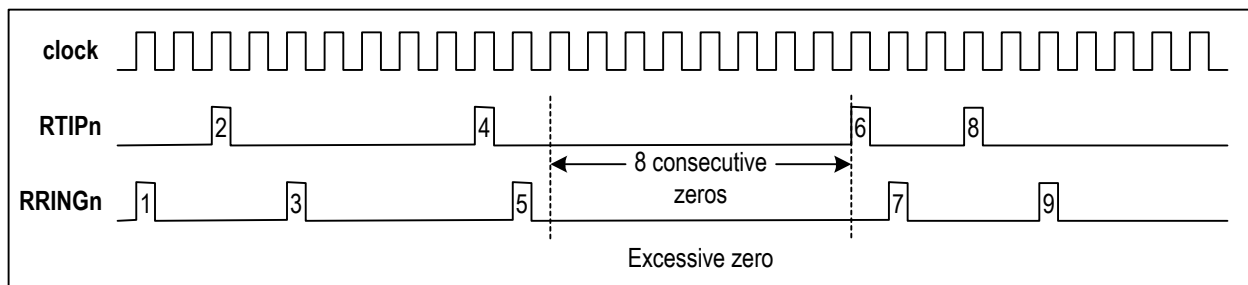 clock
RTIPn
2
4
6
8
8 consecutive
zeros
RRINGn
1
3
5
7
9
Excessive zero